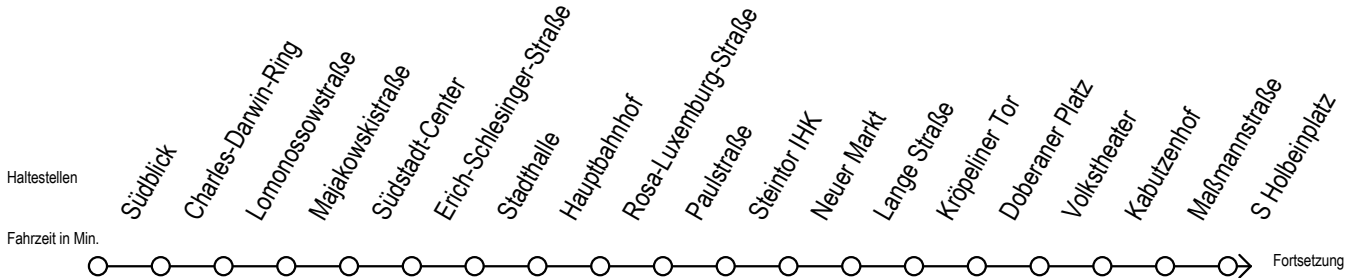 Haltestellen
Südblick
Charles-Darwin-Ring
Lomonossowstraße
Majakowskistraße
Südstadt-Center
Erich-Schlesinger-Straße
Stadthalle
Hauptbahnhof
Rosa-Luxemburg-Straße
Paulstraße
Steintor IHK
Neuer Markt
Lange Straße
Kröpeliner Tor
Doberaner Platz
Volkstheater
Kabutzenhof
Maßmannstraße
S Holbeinplatz
Fahrzeit in Min.
Fortsetzung